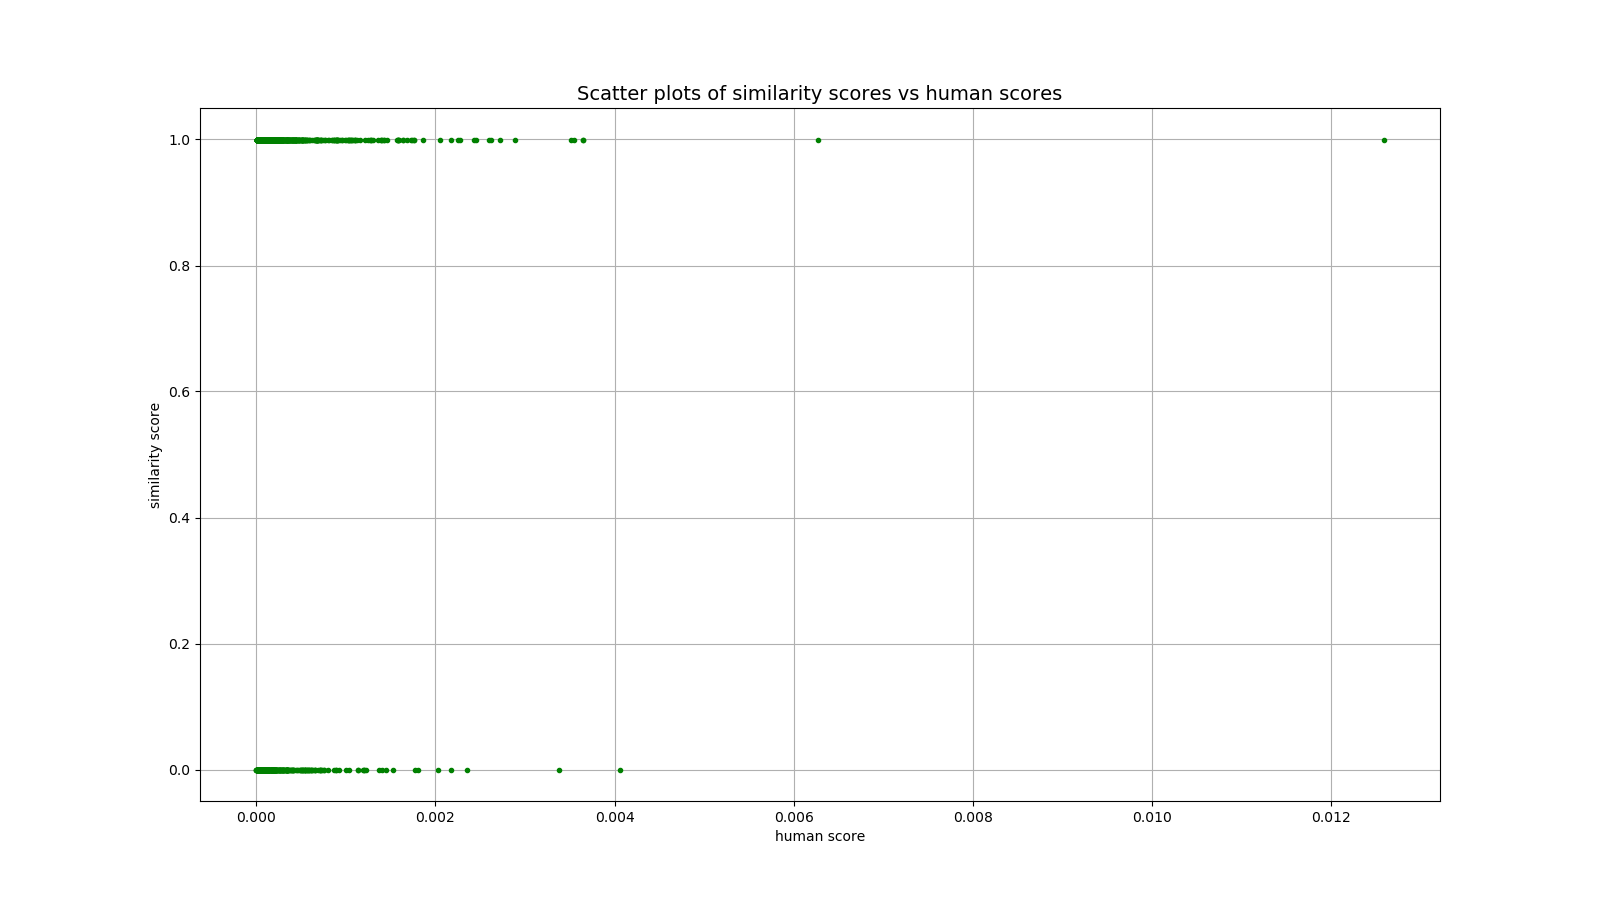 Scatter plots of similarity scores vs human scores
1.0
0.8
0.6
0.4
0.2
0.0
similarity score
0.000 0.002 0.004 0.006 0.008 0.010 0.012
human score